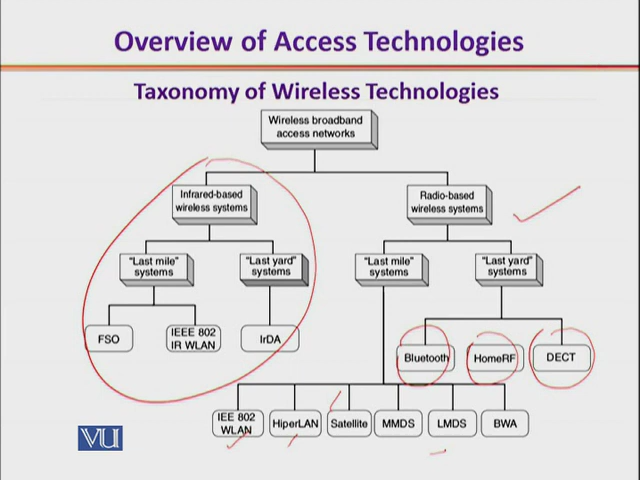 Overview of Access Technologies
Taxonomy of Wireless Technologies
Wireless broadband
access networks
Infrared-based
wireless systems
Radio-based
wireless systems
"Last mile"
systems
"Last yard"
systems
"Last mile"
systems
"Last yard"
systems
FSO
IEEE 802
IR WLAN
IrDA
Bluetooth
HomeRF
DECT
IEE 802
WLAN
HiperLAN
Satellite
MMDS
LMDS
BWA
VU